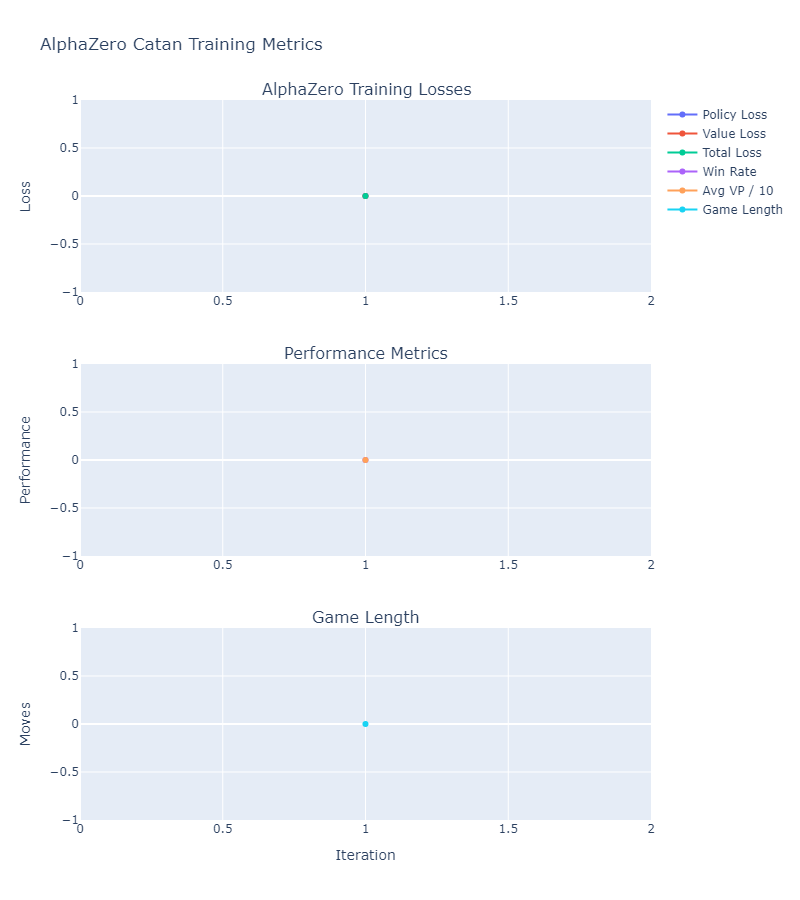 AlphaZero Catan Training Metrics
AlphaZero Training Losses
Policy Loss
Value Loss
Total Loss
Win Rate
Avg VP / 10
Game Length
Loss
1
0.5
0
−0.5
−1
0 0.5 1 1.5 2
Performance Metrics
Performance
1
0.5
0
−0.5
−1
0 0.5 1 1.5 2
Game Length
Moves
1
0.5
0
−0.5
−1
0 0.5 1 1.5 2
Iteration